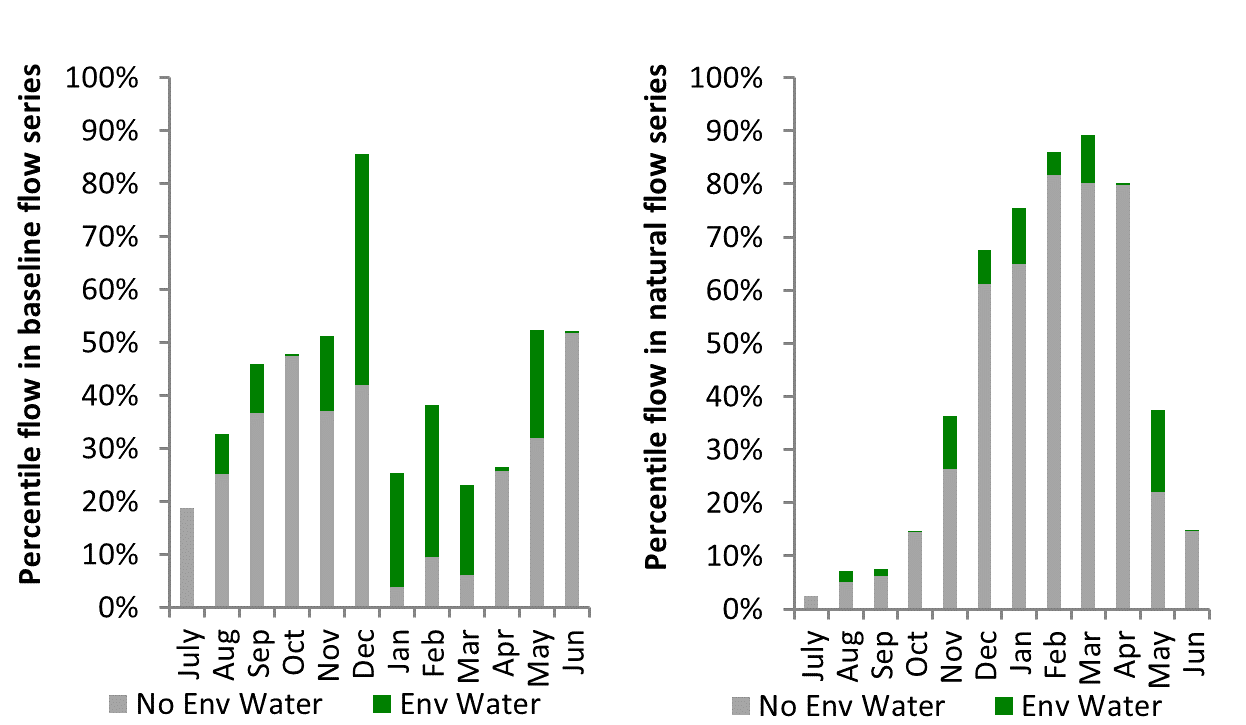 Percentile flow in baseline flow series
100%
90%
80%
70%
60%
50%
40%
30%
20%
10%
0%
July
Aug
Sep
Oct
Nov
Dec
Jan
Feb
Mar
Apr
May
Jun
No Env Water
Env Water
Percentile flow in natural flow series
100%
90%
80%
70%
60%
50%
40%
30%
20%
10%
0%
July
Aug
Sep
Oct
Nov
Dec
Jan
Feb
Mar
Apr
May
Jun
No Env Water
Env Water